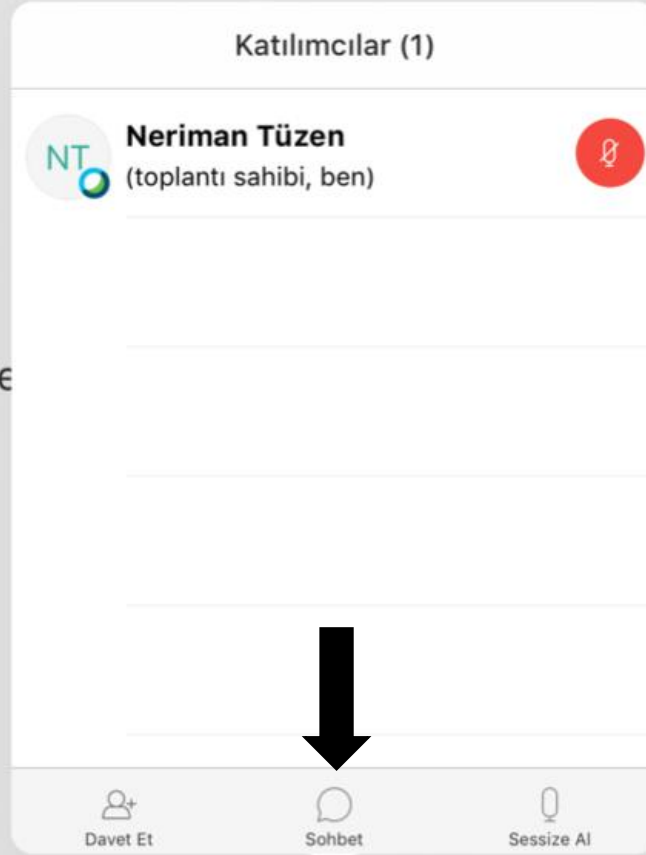 Katılımcılar (1)
NT
Neriman Tüzen
(toplantı sahibi, ben)
e
Davet Et
Sohbet
Sessize Al